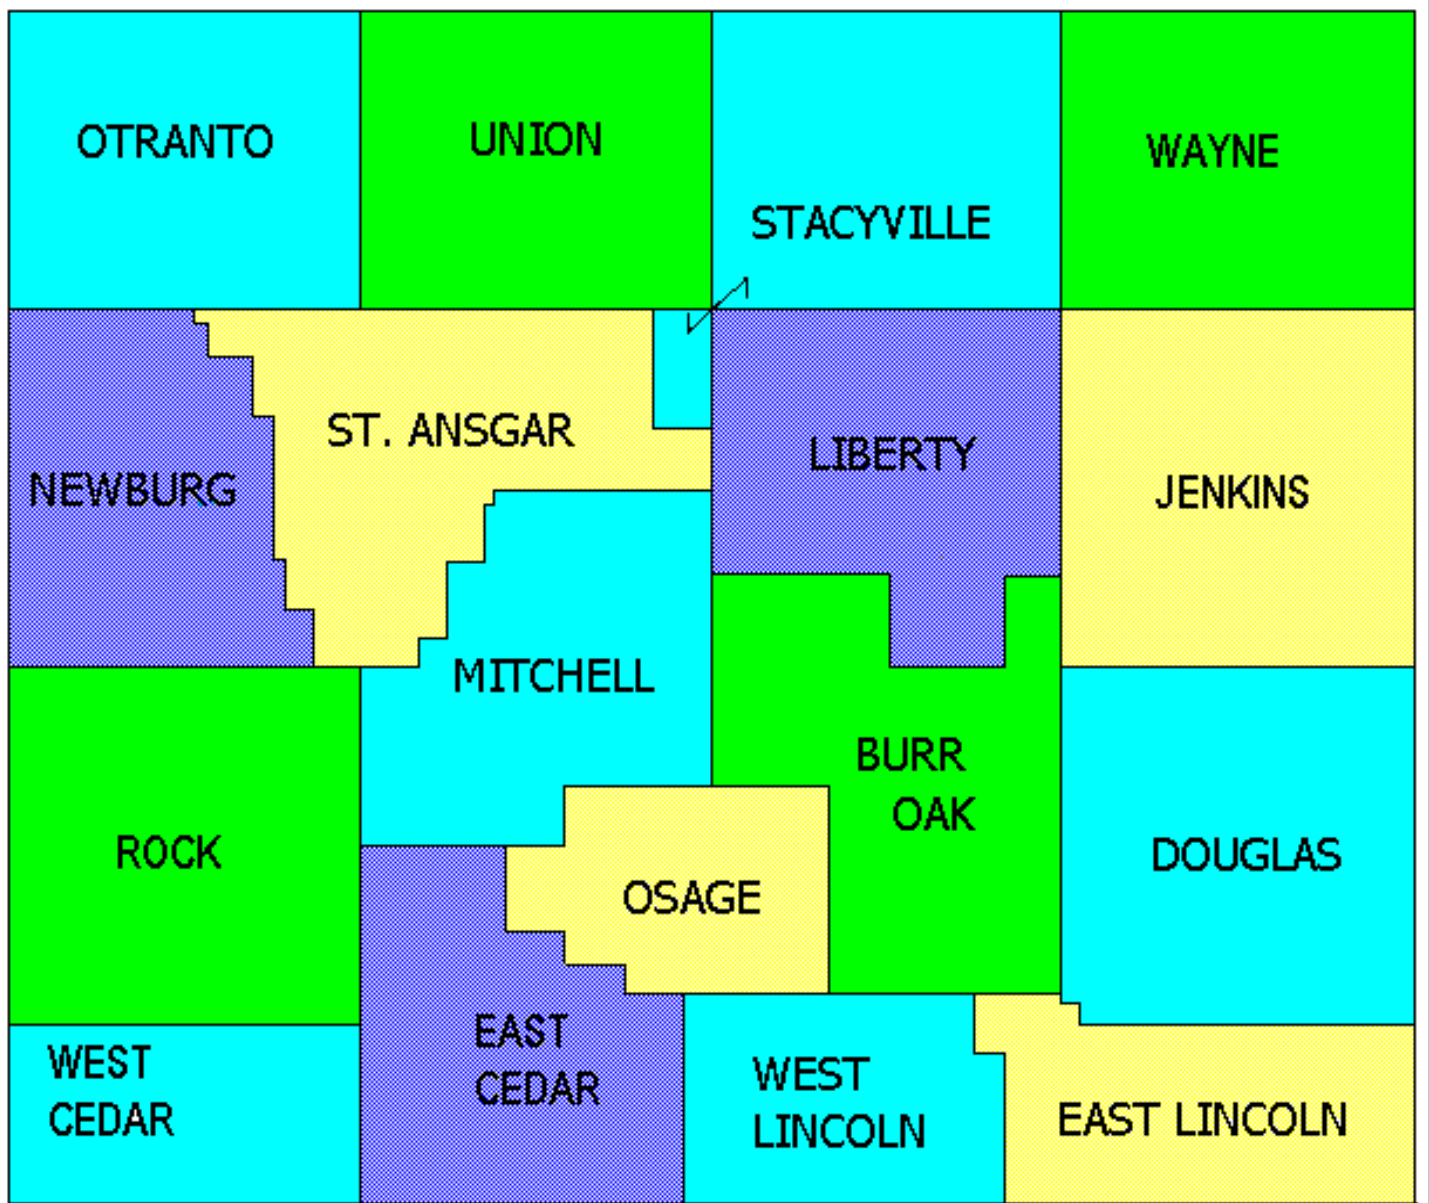 OTRANTO
UNION
STACYVILLE
WAYNE
NEWBURG
ST. ANSGAR
LIBERTY
JENKINS
MITCHELL
ROCK
BURR
OAK
OSAGE
DOUGLAS
WEST
CEDAR
EAST
CEDAR
WEST
LINCOLN
EAST LINCOLN